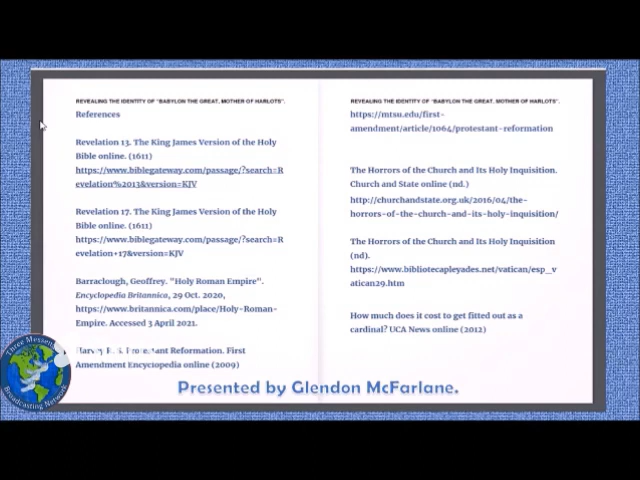 REVEALING THE IDENTITY OF "BABYLON THE GREAT, MOTHER OF HARLOTS".
References
Revelation 13. The King James Version of the Holy
Bible online. (1611)
https://www.biblegateway.com/passage/?search=R
evelation%2013&version=KJV
Revelation 17. The King James Version of the Holy
Bible online. (1611)
https://www.biblegateway.com/passage/?search=R
evelation+17&version=KJV
Barraclough, Geoffrey. "Holy Roman Empire".
Encyclopedia Britannica, 29 Oct. 2020,
https://www.britannica.com/place/Holy-Roman-
Empire. Accessed 3 April 2021.
Protestant Reformation. First
Amendment Encyclopedia online (2009)
REVEALING THE IDENTITY OF "BABYLON THE GREAT, MOTHER OF HARLOTS".
https://mtsu.edu/first-
amendment/article/1064/protestant-reformation
The Horrors of the Church and Its Holy Inquisition.
Church and State online (nd.)
http://churchandstate.org.uk/2016/04/the-
horrors-of-the-church-and-its-holy-inquisition/
The Horrors of the Church and Its Holy Inquisition
(nd).
https://www.bibliotecapleyades.net/vatican/esp_v
atican29.htm
How much does it cost to get fitted out as a
cardinal? UCA News online (2012)
Three Messengers
Broadcasting Network
Presented by Glendon McFarlane.